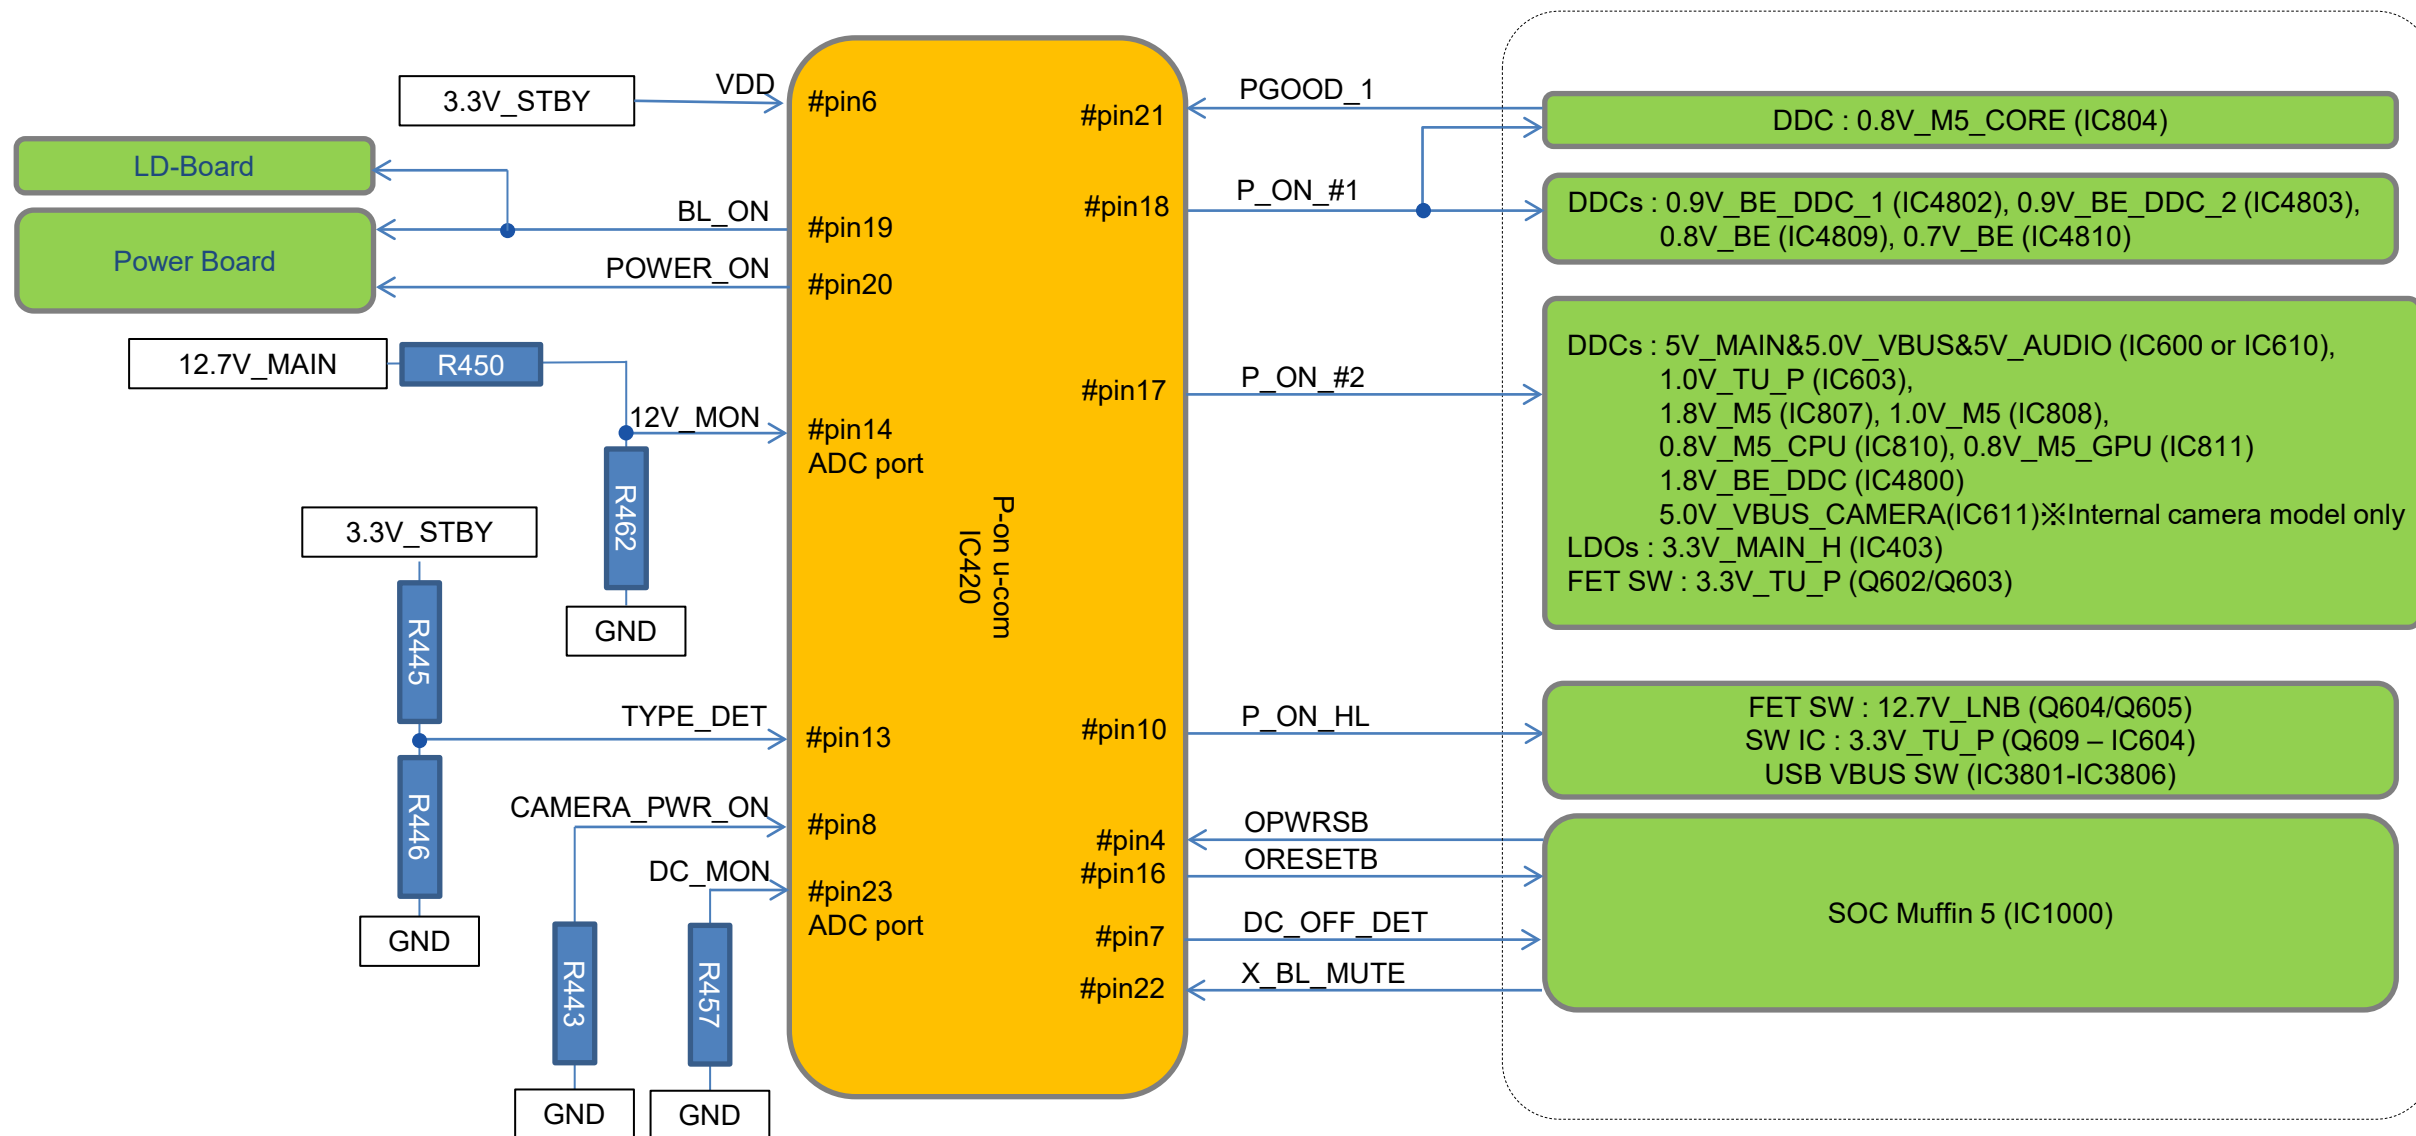 3.3V_STBY
VDD
#pin6
LD-Board
Power Board
BL_ON
#pin19
POWER_ON
#pin20
12.7V_MAIN
R450
12V_MON
#pin14
ADC port
R462
GND
3.3V_STBY
R445
TYPE_DET
#pin13
R446
GND
CAMERA_PWR_ON
#pin8
R443
GND
DC_MON
#pin23
ADC port
R457
GND
P-on u-com
IC420
#pin21
PGOOD_1
DDC : 0.8V_M5_CORE (IC804)
#pin18
P_ON_#1
DDCs : 0.9V_BE_DDC_1 (IC4802), 0.9V_BE_DDC_2 (IC4803),
0.8V_BE (IC4809), 0.7V_BE (IC4810)
#pin17
P_ON_#2
DDCs : 5V_MAIN&5.0V_VBUS&5V_AUDIO (IC600 or IC610),
1.0V_TU_P (IC603),
1.8V_M5 (IC807), 1.0V_M5 (IC808),
0.8V_M5_CPU (IC810), 0.8V_M5_GPU (IC811)
1.8V_BE_DDC (IC4800)
5.0V_VBUS_CAMERA(IC611)※Internal camera model only
LDOs : 3.3V_MAIN_H (IC403)
FET SW : 3.3V_TU_P (Q602/Q603)
#pin10
P_ON_HL
FET SW : 12.7V_LNB (Q604/Q605)
SW IC : 3.3V_TU_P (Q609 – IC604)
USB VBUS SW (IC3801-IC3806)
#pin4
OPWRSB
#pin16
ORESETB
#pin7
DC_OFF_DET
#pin22
X_BL_MUTE
SOC Muffin 5 (IC1000)